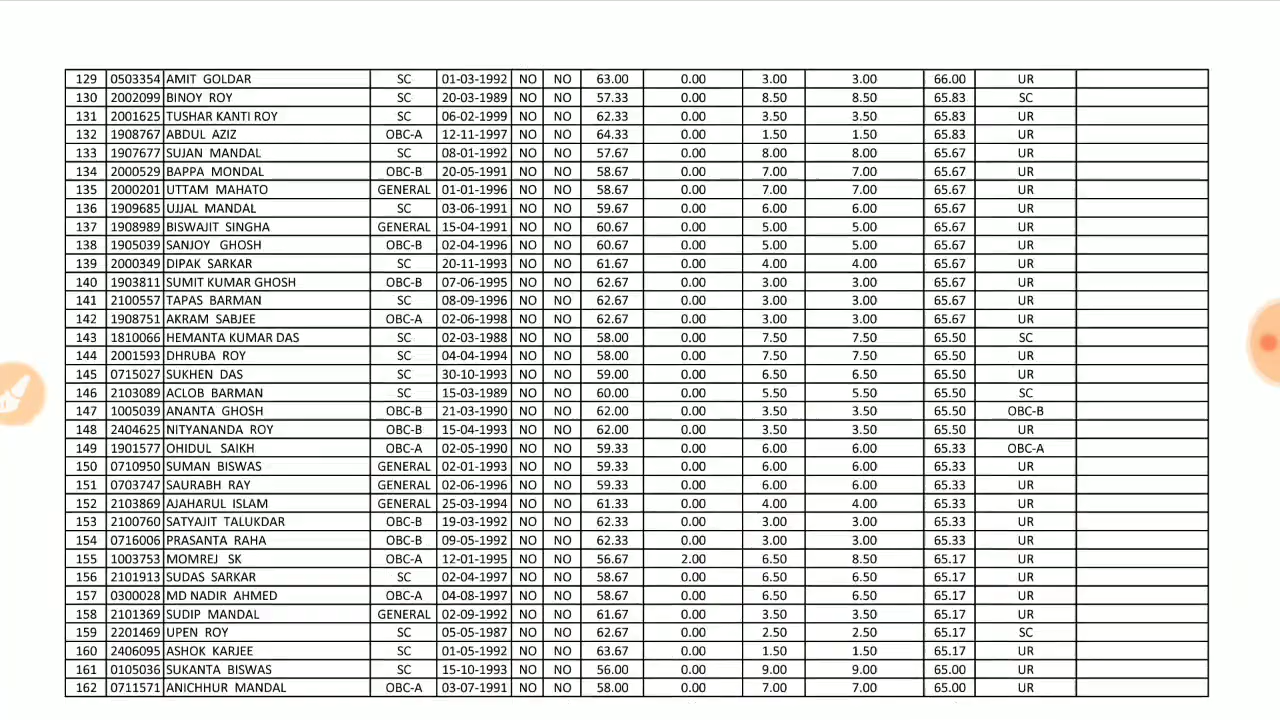 129 0503354 AMIT GOLDAR SC 01-03-1992 NO NO 63.00 0.00 3.00 3.00 66.00 UR
130 2002099 BINOY ROY SC 20-03-1989 NO NO 57.33 0.00 8.50 8.50 65.83 SC
131 2001625 TUSHAR KANTI ROY SC 06-02-1999 NO NO 62.33 0.00 3.50 3.50 65.83 UR
132 1908767 ABDUL AZIZ OBC-A 12-11-1997 NO NO 64.33 0.00 1.50 1.50 65.83 UR
133 1907677 SUJAN MANDAL SC 08-01-1992 NO NO 57.67 0.00 8.00 8.00 65.67 UR
134 2000529 BAPPA MONDAL OBC-B 20-05-1991 NO NO 58.67 0.00 7.00 7.00 65.67 UR
135 2000201 UTTAM MAHATO GENERAL 01-01-1996 NO NO 58.67 0.00 7.00 7.00 65.67 UR
136 1909685 UJJAL MANDAL SC 03-06-1991 NO NO 59.67 0.00 6.00 6.00 65.67 UR
137 1908989 BISWAJIT SINGHA GENERAL 15-04-1991 NO NO 60.67 0.00 5.00 5.00 65.67 UR
138 1905039 SANJOY GHOSH OBC-B 02-04-1996 NO NO 60.67 0.00 5.00 5.00 65.67 UR
139 2000349 DIPAK SARKAR SC 20-11-1993 NO NO 61.67 0.00 4.00 4.00 65.67 UR
140 1903811 SUMIT KUMAR GHOSH OBC-B 07-06-1995 NO NO 62.67 0.00 3.00 3.00 65.67 UR
141 2100557 TAPAS BARMAN SC 08-09-1996 NO NO 62.67 0.00 3.00 3.00 65.67 UR
142 1908751 AKRAM SABJEE OBC-A 02-06-1998 NO NO 62.67 0.00 3.00 3.00 65.67 UR
143 1810066 HEMANTA KUMAR DAS SC 02-03-1988 NO NO 58.00 0.00 7.50 7.50 65.50 SC
144 2001593 DHRUBA ROY SC 04-04-1994 NO NO 58.00 0.00 7.50 7.50 65.50 UR
145 0715027 SUKHEN DAS SC 30-10-1993 NO NO 59.00 0.00 6.50 6.50 65.50 UR
146 2103089 ACLOB BARMAN SC 15-03-1989 NO NO 60.00 0.00 5.50 5.50 65.50 SC
147 1005039 ANANTA GHOSH OBC-B 21-03-1990 NO NO 62.00 0.00 3.50 3.50 65.50 OBC-B
148 2404625 NITYANANDA ROY OBC-B 15-04-1993 NO NO 62.00 0.00 3.50 3.50 65.50 UR
149 1901577 OHIDUL SAIKH OBC-A 02-05-1990 NO NO 59.33 0.00 6.00 6.00 65.33 OBC-A
150 0710950 SUMAN BISWAS GENERAL 02-01-1993 NO NO 59.33 0.00 6.00 6.00 65.33 UR
151 0703747 SAURABH RAY GENERAL 02-06-1996 NO NO 59.33 0.00 6.00 6.00 65.33 UR
152 2103869 AJAHARUL ISLAM GENERAL 25-03-1994 NO NO 61.33 0.00 4.00 4.00 65.33 UR
153 2100760 SATYAJIT TALUKDAR OBC-B 19-03-1992 NO NO 62.33 0.00 3.00 3.00 65.33 UR
154 0716006 PRASANTA RAHA OBC-B 09-05-1992 NO NO 62.33 0.00 3.00 3.00 65.33 UR
155 1003753 MOMREJ SK OBC-A 12-01-1995 NO NO 56.67 2.00 6.50 8.50 65.17 UR
156 2101913 SUDAS SARKAR SC 02-04-1997 NO NO 58.67 0.00 6.50 6.50 65.17 UR
157 0300028 MD NADIR AHMED OBC-A 04-08-1997 NO NO 58.67 0.00 6.50 6.50 65.17 UR
158 2101369 SUDIP MANDAL GENERAL 02-09-1992 NO NO 61.67 0.00 3.50 3.50 65.17 UR
159 2201469 UPEN ROY SC 05-05-1987 NO NO 62.67 0.00 2.50 2.50 65.17 SC
160 2406095 ASHOK KARJEE SC 01-05-1992 NO NO 63.67 0.00 1.50 1.50 65.17 UR
161 0105036 SUKANTA BISWAS SC 15-10-1993 NO NO 56.00 0.00 9.00 9.00 65.00 UR
162 0711571 ANICHHUR MANDAL OBC-A 03-07-1991 NO NO 58.00 0.00 7.00 7.00 65.00 UR